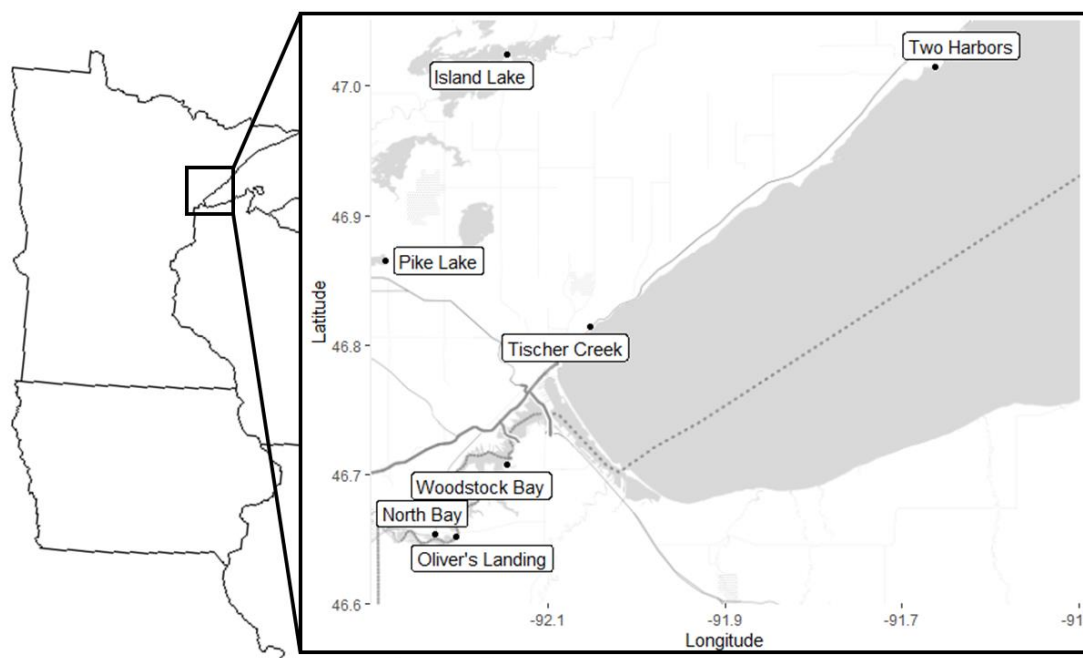 Two Harbors
Island Lake
47.0
46.9
Pike Lake
Latitude
46.8
Tischer Creek
46.7
Woodstock Bay
North Bay
Oliver's Landing
46.6
-92.1
-91.9
-91.7
-91
Longitude